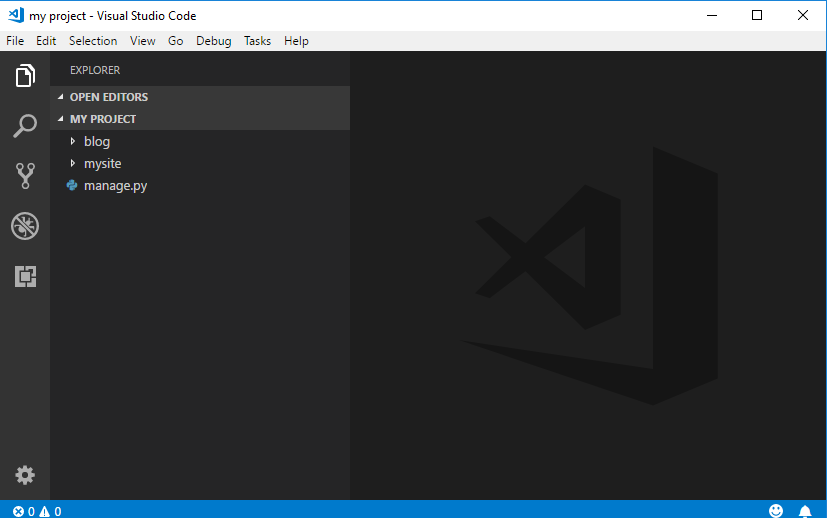 my project - Visual Studio Code
File Edit Selection View Go Debug Tasks Help
EXPLORER
OPEN EDITORS
MY PROJECT
blog
mysite
manage.py
0 0